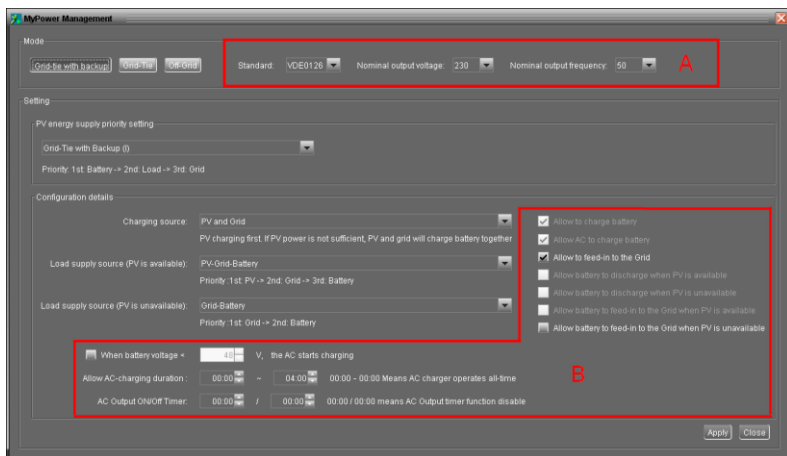 MyPower Management
Mode
Grid-tie with backup Grid-Tie Off-Grid Standard: VDE0126 Nominal output voltage: 230 Nominal output frequency: 50 A
Setting
PV energy supply priority setting
Grid-Tie with Backup (I)
Priority: 1st: Battery -> 2nd: Load -> 3rd: Grid
Configuration details
Charging source: PV and Grid
PV charging first. If PV power is not sufficient, PV and grid will charge battery together
Load supply source (PV is available): PV-Grid-Battery
Priority :1st: PV -> 2nd: Grid -> 3rd: Battery
Load supply source (PV is unavailable): Grid-Battery
Priority :1st: Grid -> 2nd: Battery
Allow to charge battery
Allow AC to charge battery
Allow to feed-in to the Grid
Allow battery to discharge when PV is available
Allow battery to discharge when PV is unavailable
Allow battery to feed-in to the Grid when PV is available
Allow battery to feed-in to the Grid when PV is unavailable
When battery voltage < 48 V, the AC starts charging
Allow AC-charging duration : 00:00 – 04:00 00:00 - 00:00 Means AC charger operates all-time
AC Output ON/Off Timer: 00:00 / 00:00 00:00 / 00:00 means AC Output timer function disable
B
Apply Close